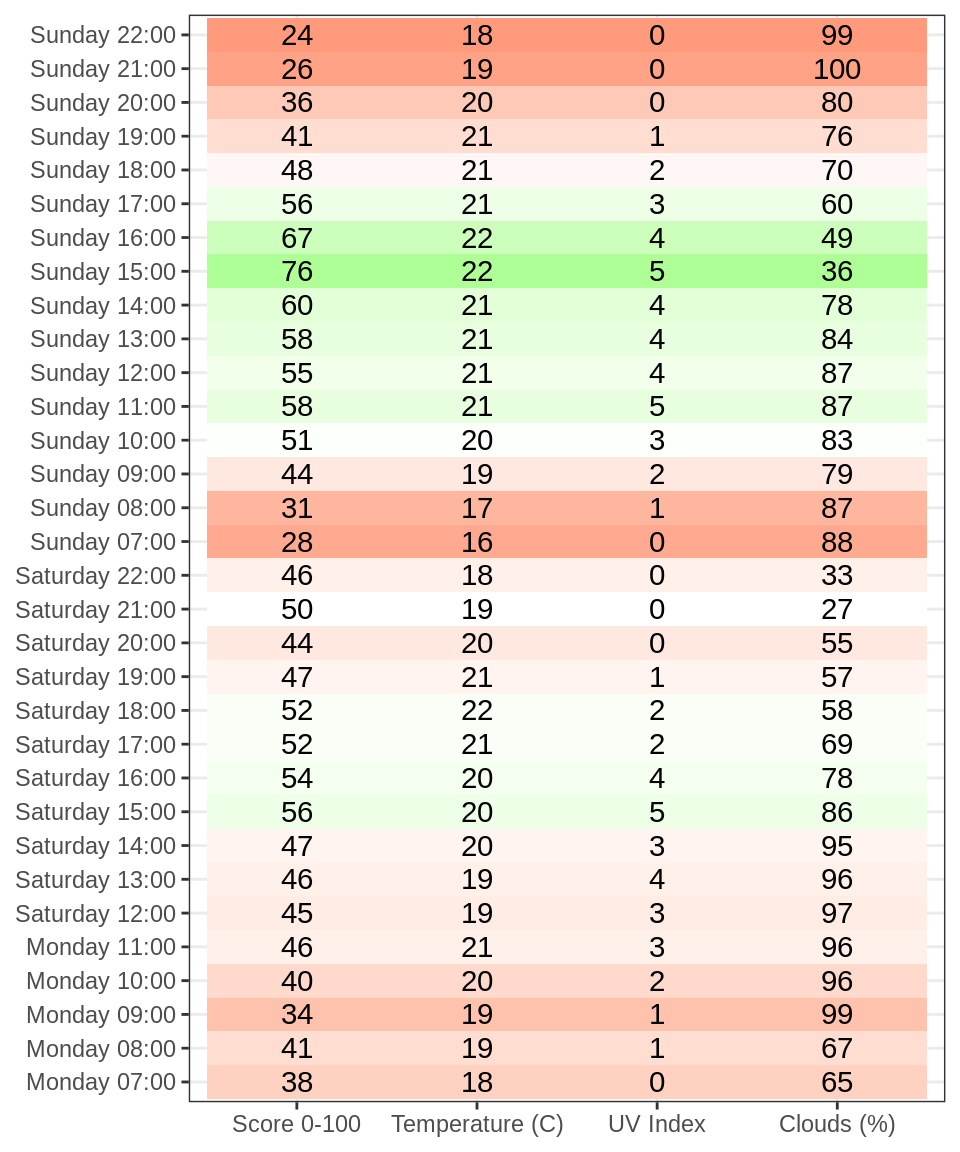 Sunday 22:00 24 18 0 99
Sunday 21:00 26 19 0 100
Sunday 20:00 36 20 0 80
Sunday 19:00 41 21 1 76
Sunday 18:00 48 21 2 70
Sunday 17:00 56 21 3 60
Sunday 16:00 67 22 4 49
Sunday 15:00 76 22 5 36
Sunday 14:00 60 21 4 78
Sunday 13:00 58 21 4 84
Sunday 12:00 55 21 4 87
Sunday 11:00 58 21 5 87
Sunday 10:00 51 20 3 83
Sunday 09:00 44 19 2 79
Sunday 08:00 31 17 1 87
Sunday 07:00 28 16 0 88
Saturday 22:00 46 18 0 33
Saturday 21:00 50 19 0 27
Saturday 20:00 44 20 0 55
Saturday 19:00 47 21 1 57
Saturday 18:00 52 22 2 58
Saturday 17:00 52 21 2 69
Saturday 16:00 54 20 4 78
Saturday 15:00 56 20 5 86
Saturday 14:00 47 20 3 95
Saturday 13:00 46 19 4 96
Saturday 12:00 45 19 3 97
Monday 11:00 46 21 3 96
Monday 10:00 40 20 2 96
Monday 09:00 34 19 1 99
Monday 08:00 41 19 1 67
Monday 07:00 38 18 0 65
Score 0-100 Temperature (C) UV Index Clouds (%)